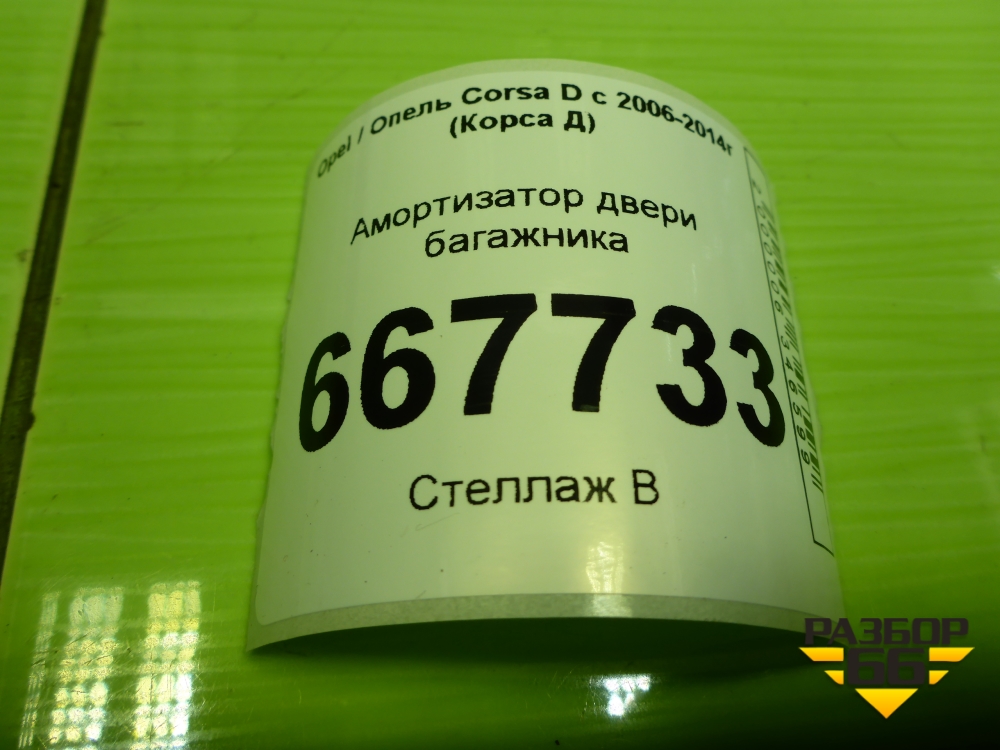 Opel / Опель Corsa D с 2006-2014г
(Корса Д)
Амортизатор двери
багажника
667733
Стеллаж В
РАЗБОР
66